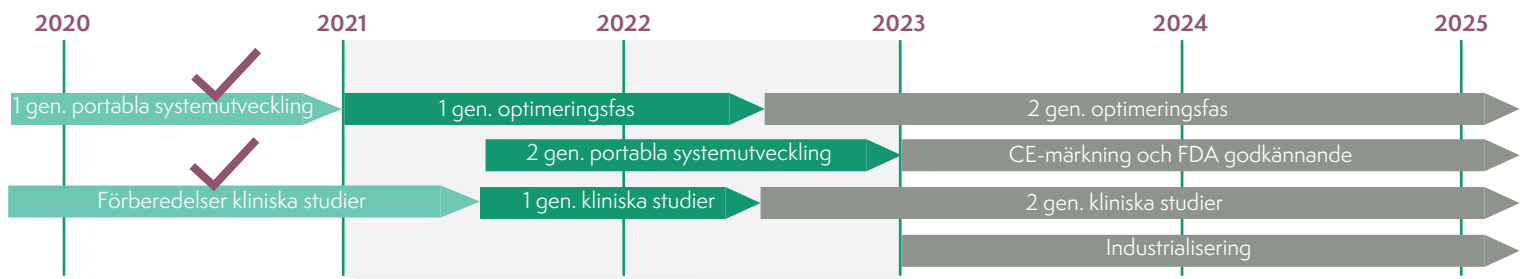 2020 2021 2022 2023 2024 2025
1 gen. portabla systemutveckling 1 gen. optimeringsfas 2 gen. optimeringsfas
2 gen. portabla systemutveckling CE-märkning och FDA godkännande
Förberedelser kliniska studier 1 gen. kliniska studier 2 gen. kliniska studier
Industrialisering